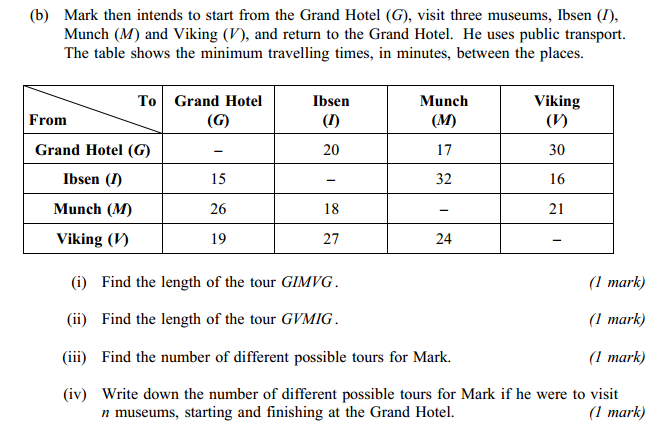 (b) Mark then intends to start from the Grand Hotel (G), visit three museums, Ibsen (I),
Munch (M) and Viking (V), and return to the Grand Hotel. He uses public transport.
The table shows the minimum travelling times, in minutes, between the places.
To Grand Hotel Ibsen Munch Viking
From (G) (I) (M) (V)
Grand Hotel (G) – 20 17 30
Ibsen (I) 15 – 32 16
Munch (M) 26 18 – 21
Viking (V) 19 27 24 –
(i) Find the length of the tour GIMVG. (1 mark)
(ii) Find the length of the tour GVMIG. (1 mark)
(iii) Find the number of different possible tours for Mark. (1 mark)
(iv) Write down the number of different possible tours for Mark if he were to visit
n museums, starting and finishing at the Grand Hotel. (1 mark)